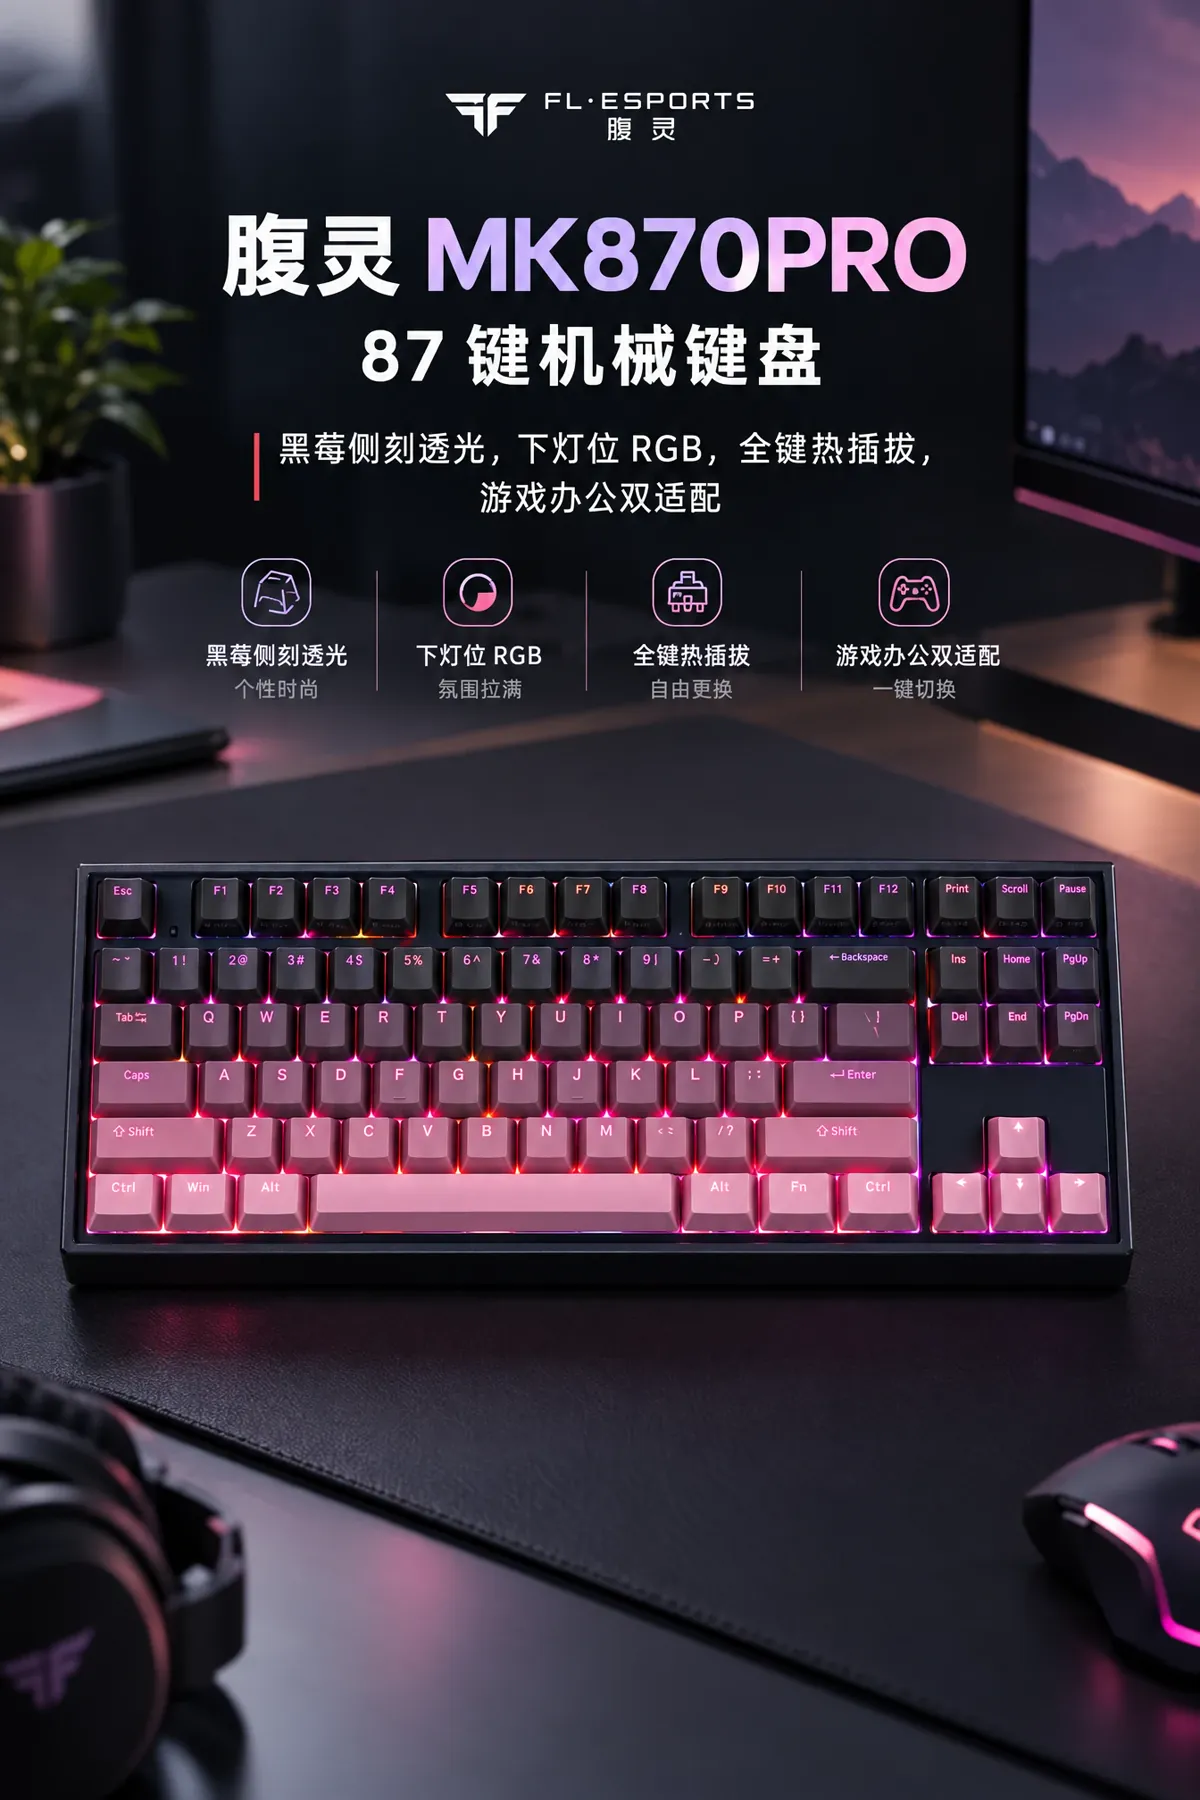 FL·ESPORTS
腹灵
腹灵 MK870PRO
87 键机械键盘
黑莓侧刻透光，下灯位 RGB，全键热插拔，
游戏办公双适配
黑莓侧刻透光
个性时尚
下灯位 RGB
氛围拉满
全键热插拔
自由更换
游戏办公双适配
一键切换
Esc F1 F2 F3 F4 F5 F6 F7 F8 F9 F10 F11 F12 Print Scroll Pause
1! 2@ 3# 4$ 5% 6^ 7& 8* 9| -) =+ ←Backspace Ins Home PgUp
Tab Q W E R T Y U I O P {} \ Del End PgDn
Caps A S D F G H J K L ;: ↵Enter
⇧Shift Z X C V B N M /? ⇧Shift ↑
Ctrl Win Alt Alt Fn Ctrl ← ↓ →